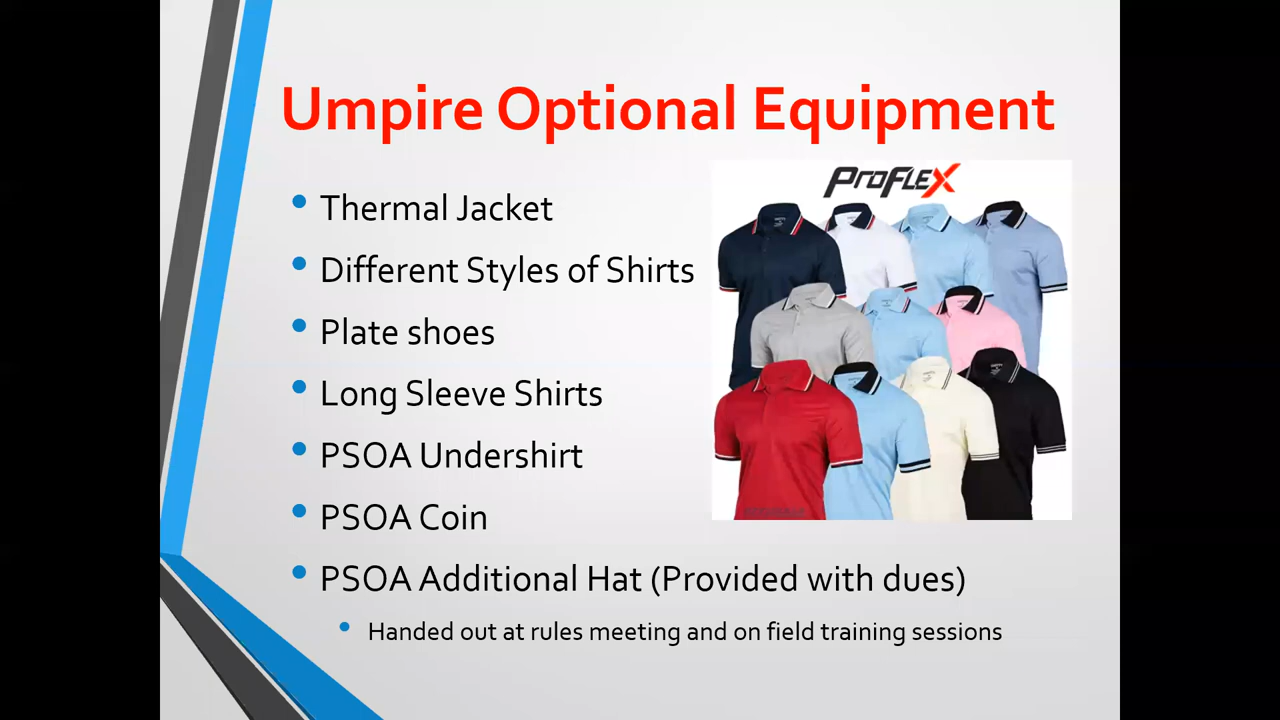 Umpire Optional Equipment
PROFLEX
Thermal Jacket
Different Styles of Shirts
Plate shoes
Long Sleeve Shirts
PSOA Undershirt
PSOA Coin
PSOA Additional Hat (Provided with dues)
Handed out at rules meeting and on field training sessions